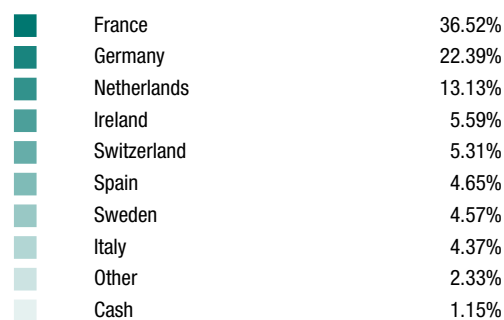 France 36.52%
Germany 22.39%
Netherlands 13.13%
Ireland 5.59%
Switzerland 5.31%
Spain 4.65%
Sweden 4.57%
Italy 4.37%
Other 2.33%
Cash 1.15%